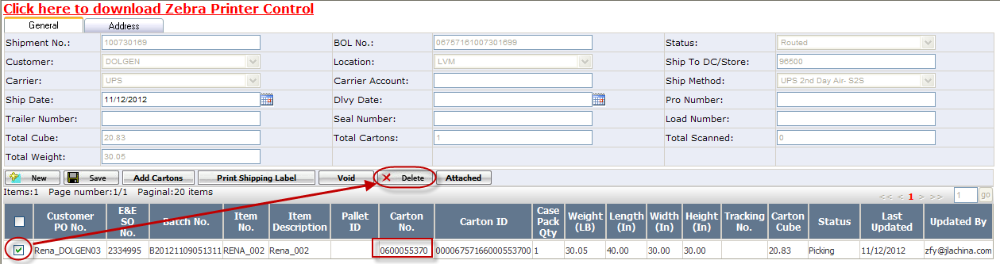 Click here to download Zebra Printer Control
General Address
Shipment No.: 100730169 BOL No.: 06757161007301699 Status: Routed
Customer: DOLGEN Location: LVM Ship To DC/Store: 96500
Carrier: UPS Carrier Account: Ship Method: UPS 2nd Day Air- S2S
Ship Date: 11/12/2012 Dlvy Date: Pro Number:
Trailer Number: Seal Number: Load Number:
Total Cube: 20.83 Total Cartons: 1 Total Scanned: 0
Total Weight: 30.05
New Save Add Cartons Print Shipping Label Void Delete Attached
Items:1 Page number:1/1 Paginal:20 items << < 1 > >> 1 go
Customer PO No. E&E SO No. Batch No. Item No. Item Description Pallet ID Carton No. Carton ID Case Pack Qty Weight (LB) Length (In) Width (In) Height (In) Tracking No. Carton Cube Status Last Updated Updated By
Rena_DOLGEN03 2334995 B20121109051311 RENA_002 Rena_002 0600055370 00006757166000553700 1 30.05 40.00 30.00 30.00 20.83 Picking 11/12/2012 zfy@jlachina.com